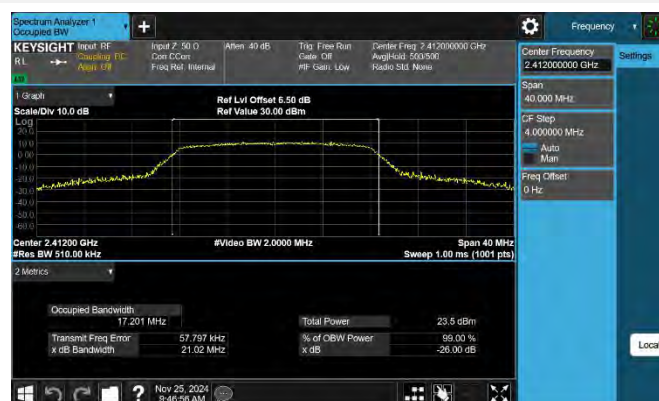 Spectrum Analyzer 1
Occupied BW
+
Frequency
KEYSIGHT
RL
Input: RF
Coupling: DC
Align: Off
Input Z: 50 Ω
Corr CCorr
Freq Ref: Internal
Atten: 40 dB
Trig: Free Run
Gate: Off
#IF Gain: Low
Center Freq: 2.412000000 GHz
Avg|Hold: 500/500
Radio Std: None
1 Graph
Scale/Div 10.0 dB
Ref Lvl Offset 6.50 dB
Ref Value 30.00 dBm
Log
20.0
10.0
0.00
-10.0
-20.0
-30.0
-40.0
-50.0
-60.0
Center 2.41200 GHz
#Video BW 2.0000 MHz
Span 40 MHz
#Res BW 510.00 kHz
Sweep 1.00 ms (1001 pts)
2 Metrics
Occupied Bandwidth
17.201 MHz
Total Power 23.5 dBm
Transmit Freq Error 57.797 kHz
% of OBW Power 99.00 %
x dB Bandwidth 21.02 MHz
x dB -26.00 dB
Nov 25, 2024
9:46:56 AM
Center Frequency
2.412000000 GHz
Settings
Span
40.000 MHz
CF Step
4.000000 MHz
Auto
Man
Freq Offset
0 Hz
Local